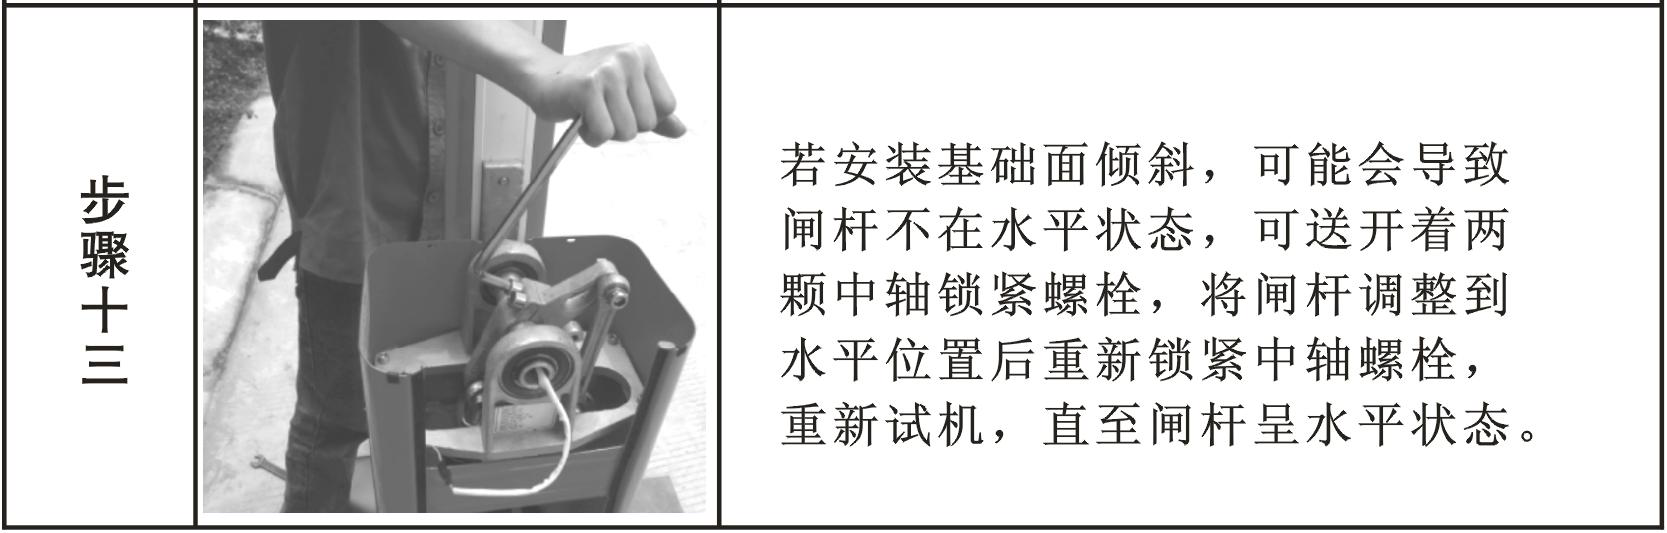 步骤十三
若安装基础面倾斜，可能会导致
闸杆不在水平状态，可送开着两
颗中轴锁紧螺栓，将闸杆调整到
水平位置后重新锁紧中轴螺栓，
重新试机，直至闸杆呈水平状态。